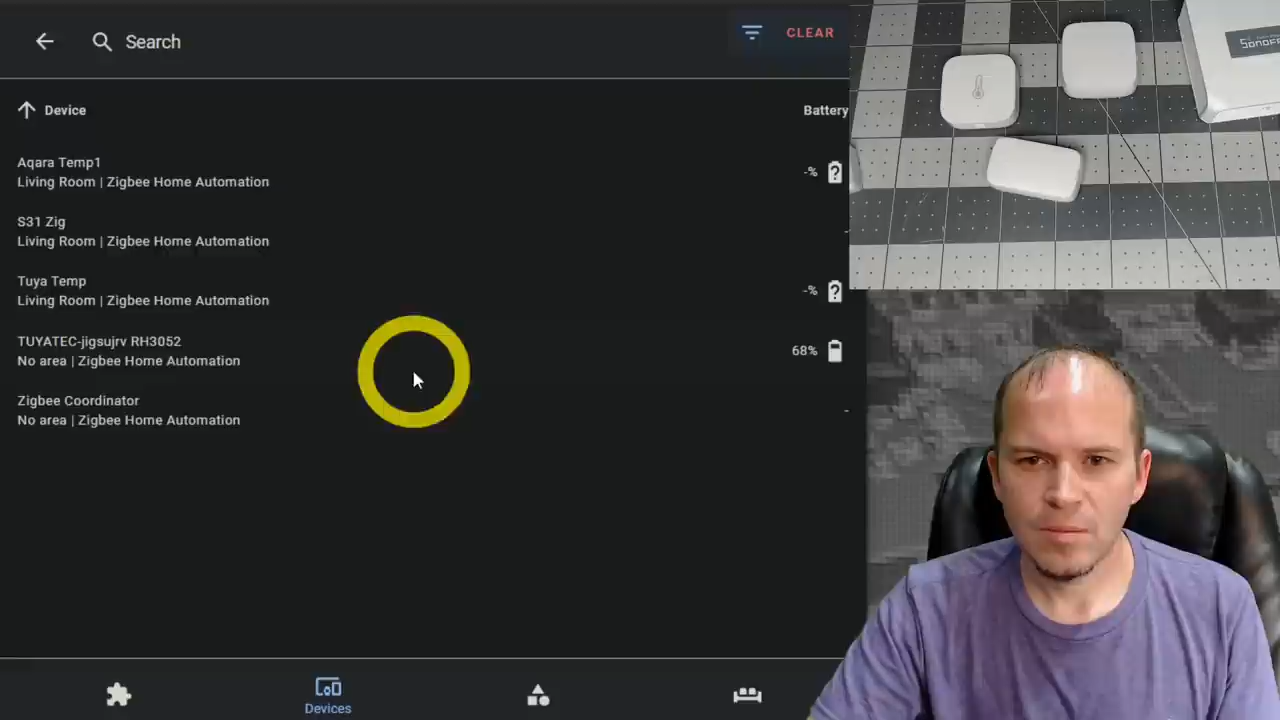 Search
CLEAR
Device
Battery
Aqara Temp1
Living Room | Zigbee Home Automation
-%
S31 Zig
Living Room | Zigbee Home Automation
-
Tuya Temp
Living Room | Zigbee Home Automation
-%
TUYATEC-jigsujrv RH3052
No area | Zigbee Home Automation
68%
Zigbee Coordinator
No area | Zigbee Home Automation
-
Devices
SONOFF